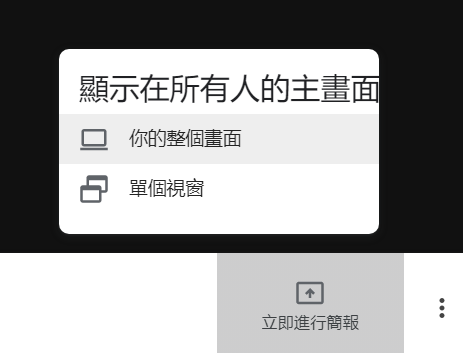 顯示在所有人的主畫面
你的整個畫面
單個視窗
立即進行簡報